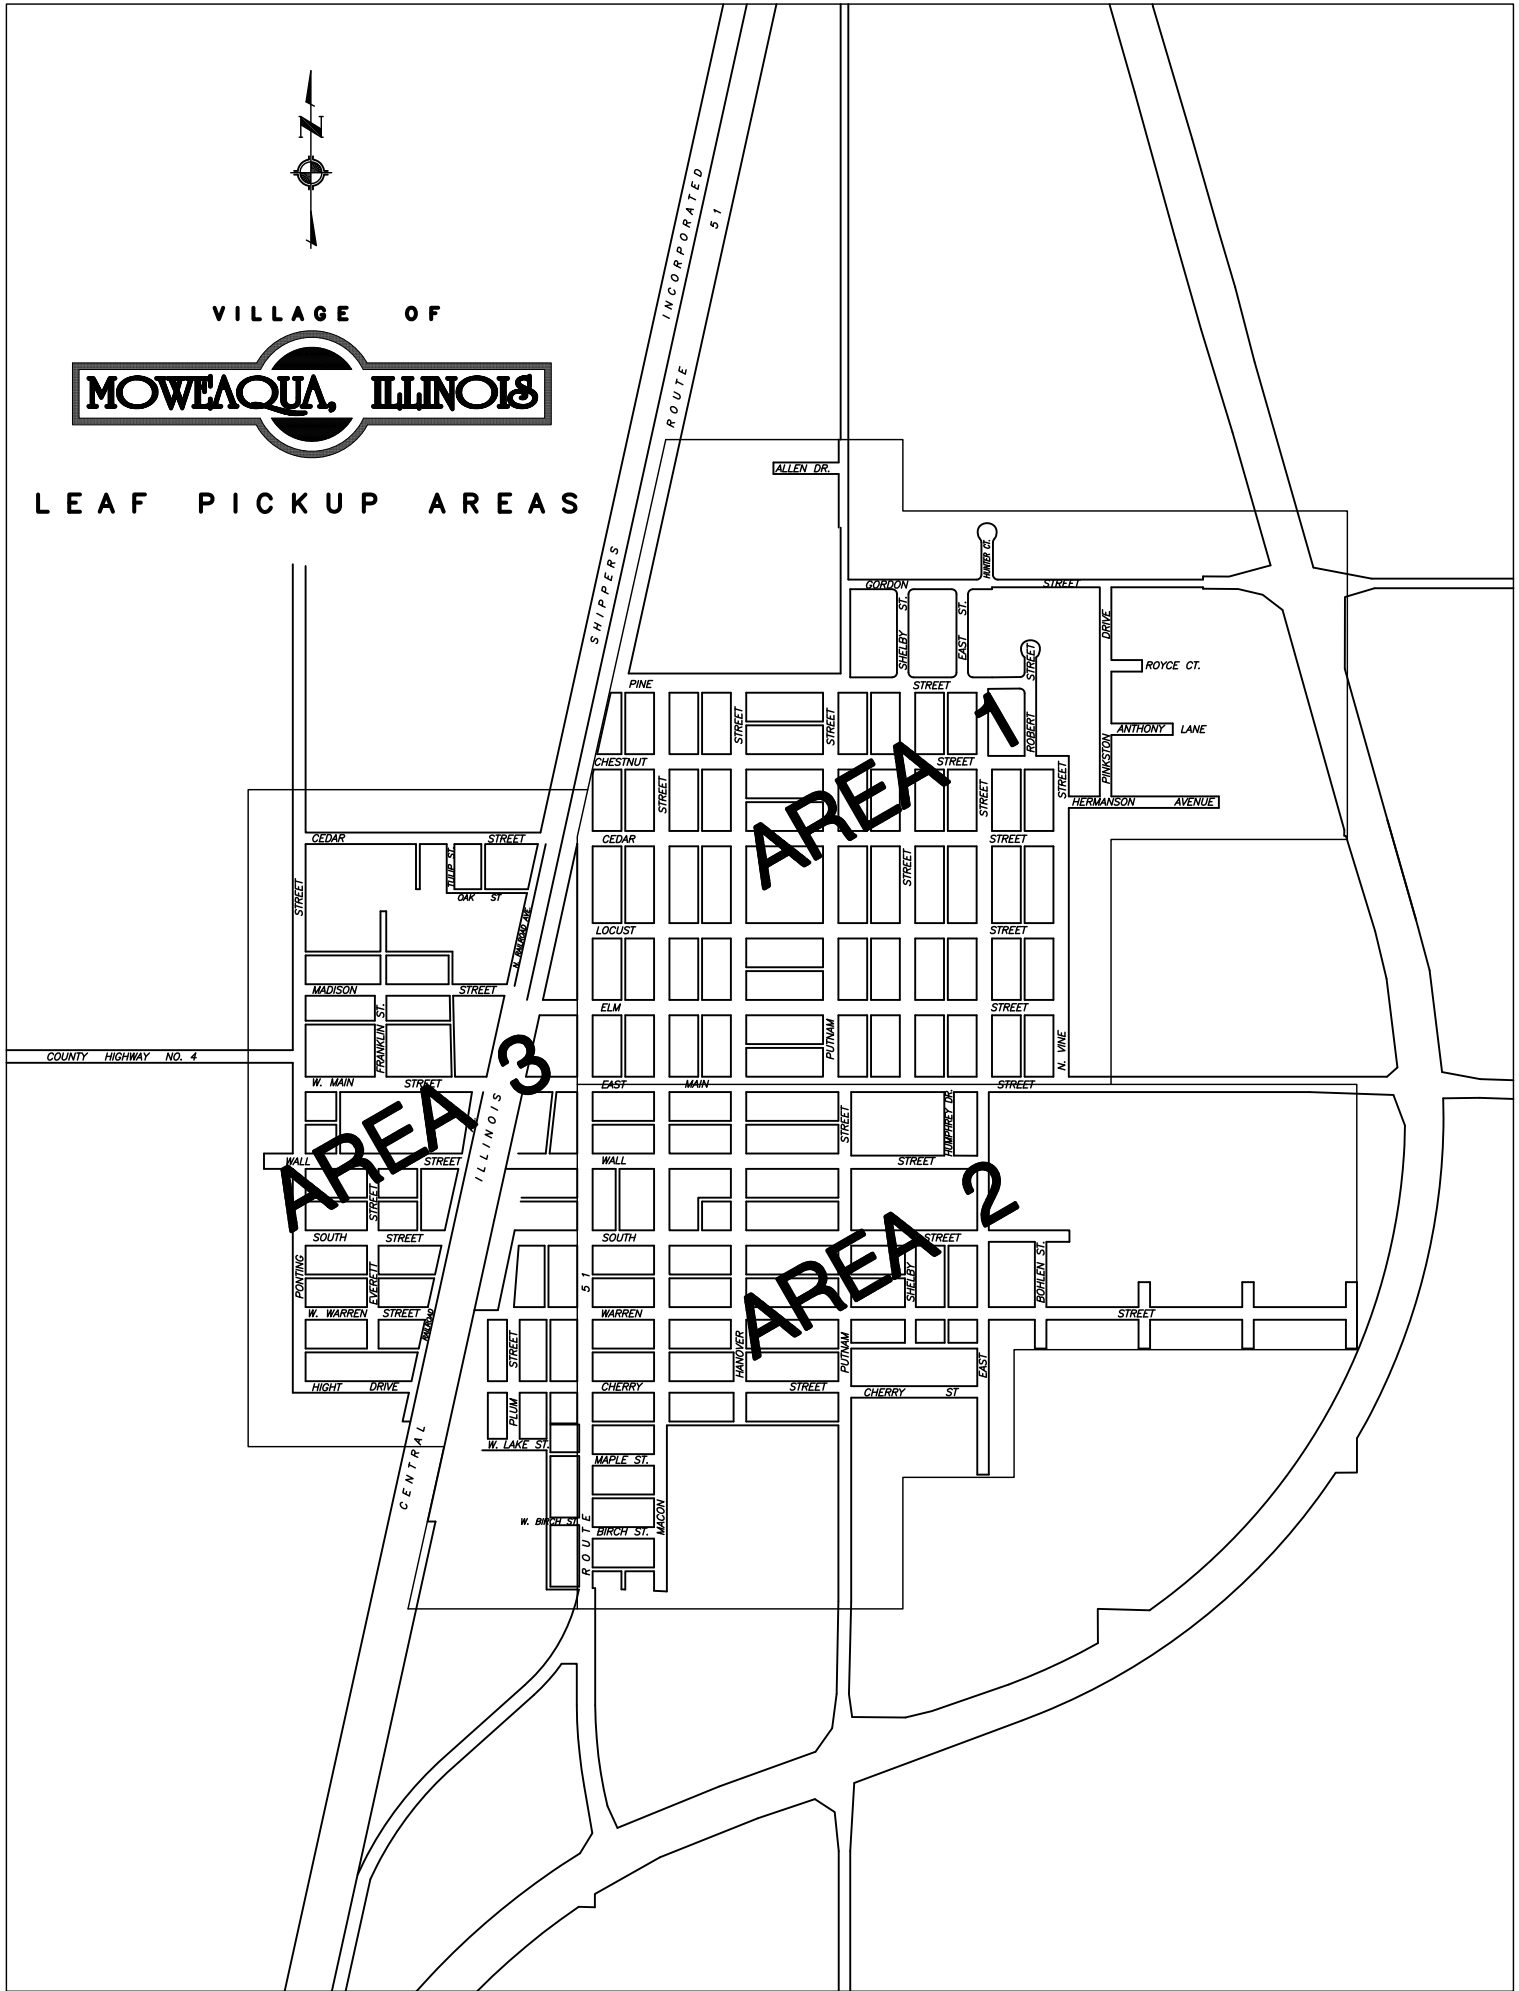 N
VILLAGE OF
MOWEAQUA, ILLINOIS
LEAF PICKUP AREAS
INCORPORATED
ROUTE 51
SHIPPERS
ALLEN DR.
HUNTER CT.
GORDON STREET
SHELBY ST.
EAST ST.
DRIVE
STREET
ROYCE CT.
PINE STREET
AREA 1
STREET
STREET
ROBERT
ANTHONY LANE
CHESTNUT STREET
PINKSTON
STREET
STREET
STREET
HERMANSON AVENUE
CEDAR STREET
CEDAR STREET
TULIP ST.
STREET
OAK ST
STREET
N. RAILROAD AVE.
LOCUST STREET
MADISON STREET
FRANKLIN ST.
ELM STREET
PUTNAM
N. VINE
COUNTY HIGHWAY NO. 4
AREA 3
W. MAIN STREET
EAST MAIN STREET
ILLINOIS
STREET
HUMPHREY DR.
WALL STREET
WALL STREET
STREET
AREA 2
SOUTH STREET
SOUTH STREET
PONTING
EVERETT
51
SHELBY
BOHLEN ST.
W. WARREN STREET
WARREN STREET
RAILROAD
STREET
HANOVER
PUTNAM
EAST
HIGHT DRIVE
CHERRY STREET
CHERRY ST
PLUM
W. LAKE ST.
CENTRAL
MAPLE ST.
MACON
W. BIRCH ST.
BIRCH ST.
ROUTE